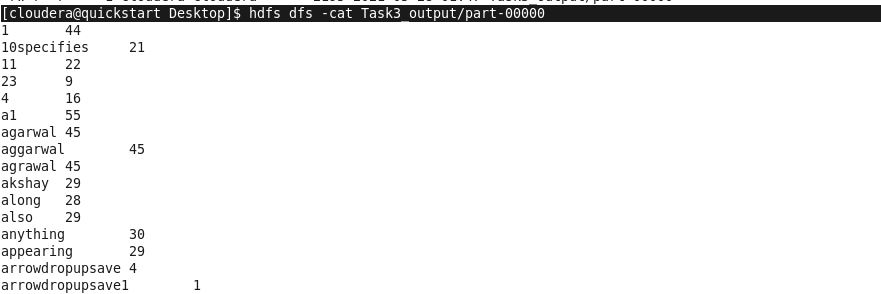 [cloudera@quickstart Desktop]$ hdfs dfs -cat Task3_output/part-00000
1 44
10specifies 21
11 22
23 9
4 16
a1 55
agarwal 45
aggarwal 45
agrawal 45
akshay 29
along 28
also 29
anything 30
appearing 29
arrowdropupsave 4
arrowdropupsave1 1